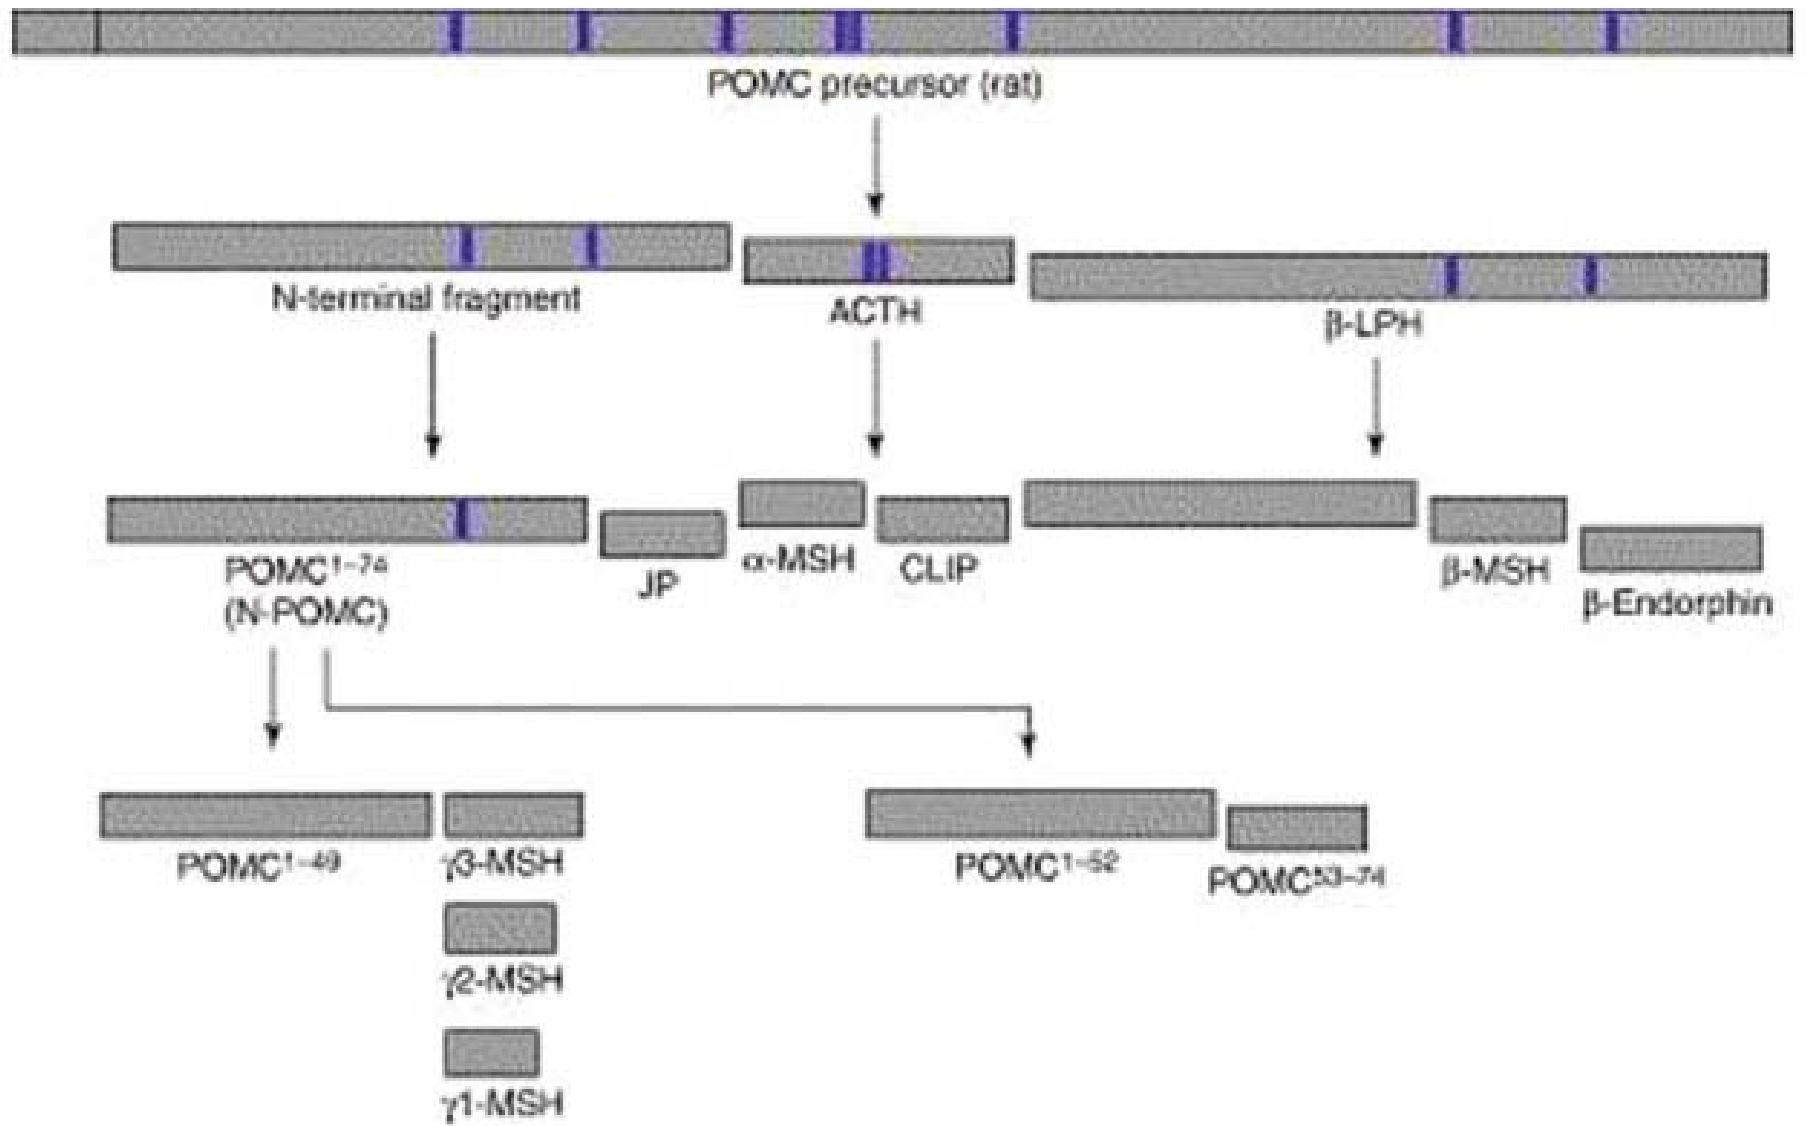 POMC precursor (rat)
N-terminal fragment
ACTH
β-LPH
POMC¹⁻⁷⁴
(N-POMC)
JP
α-MSH
CLIP
β-MSH
β-Endorphin
POMC¹⁻⁴⁹
γ3-MSH
POMC¹⁻⁵²
POMC⁵³⁻⁷⁴
γ2-MSH
γ1-MSH